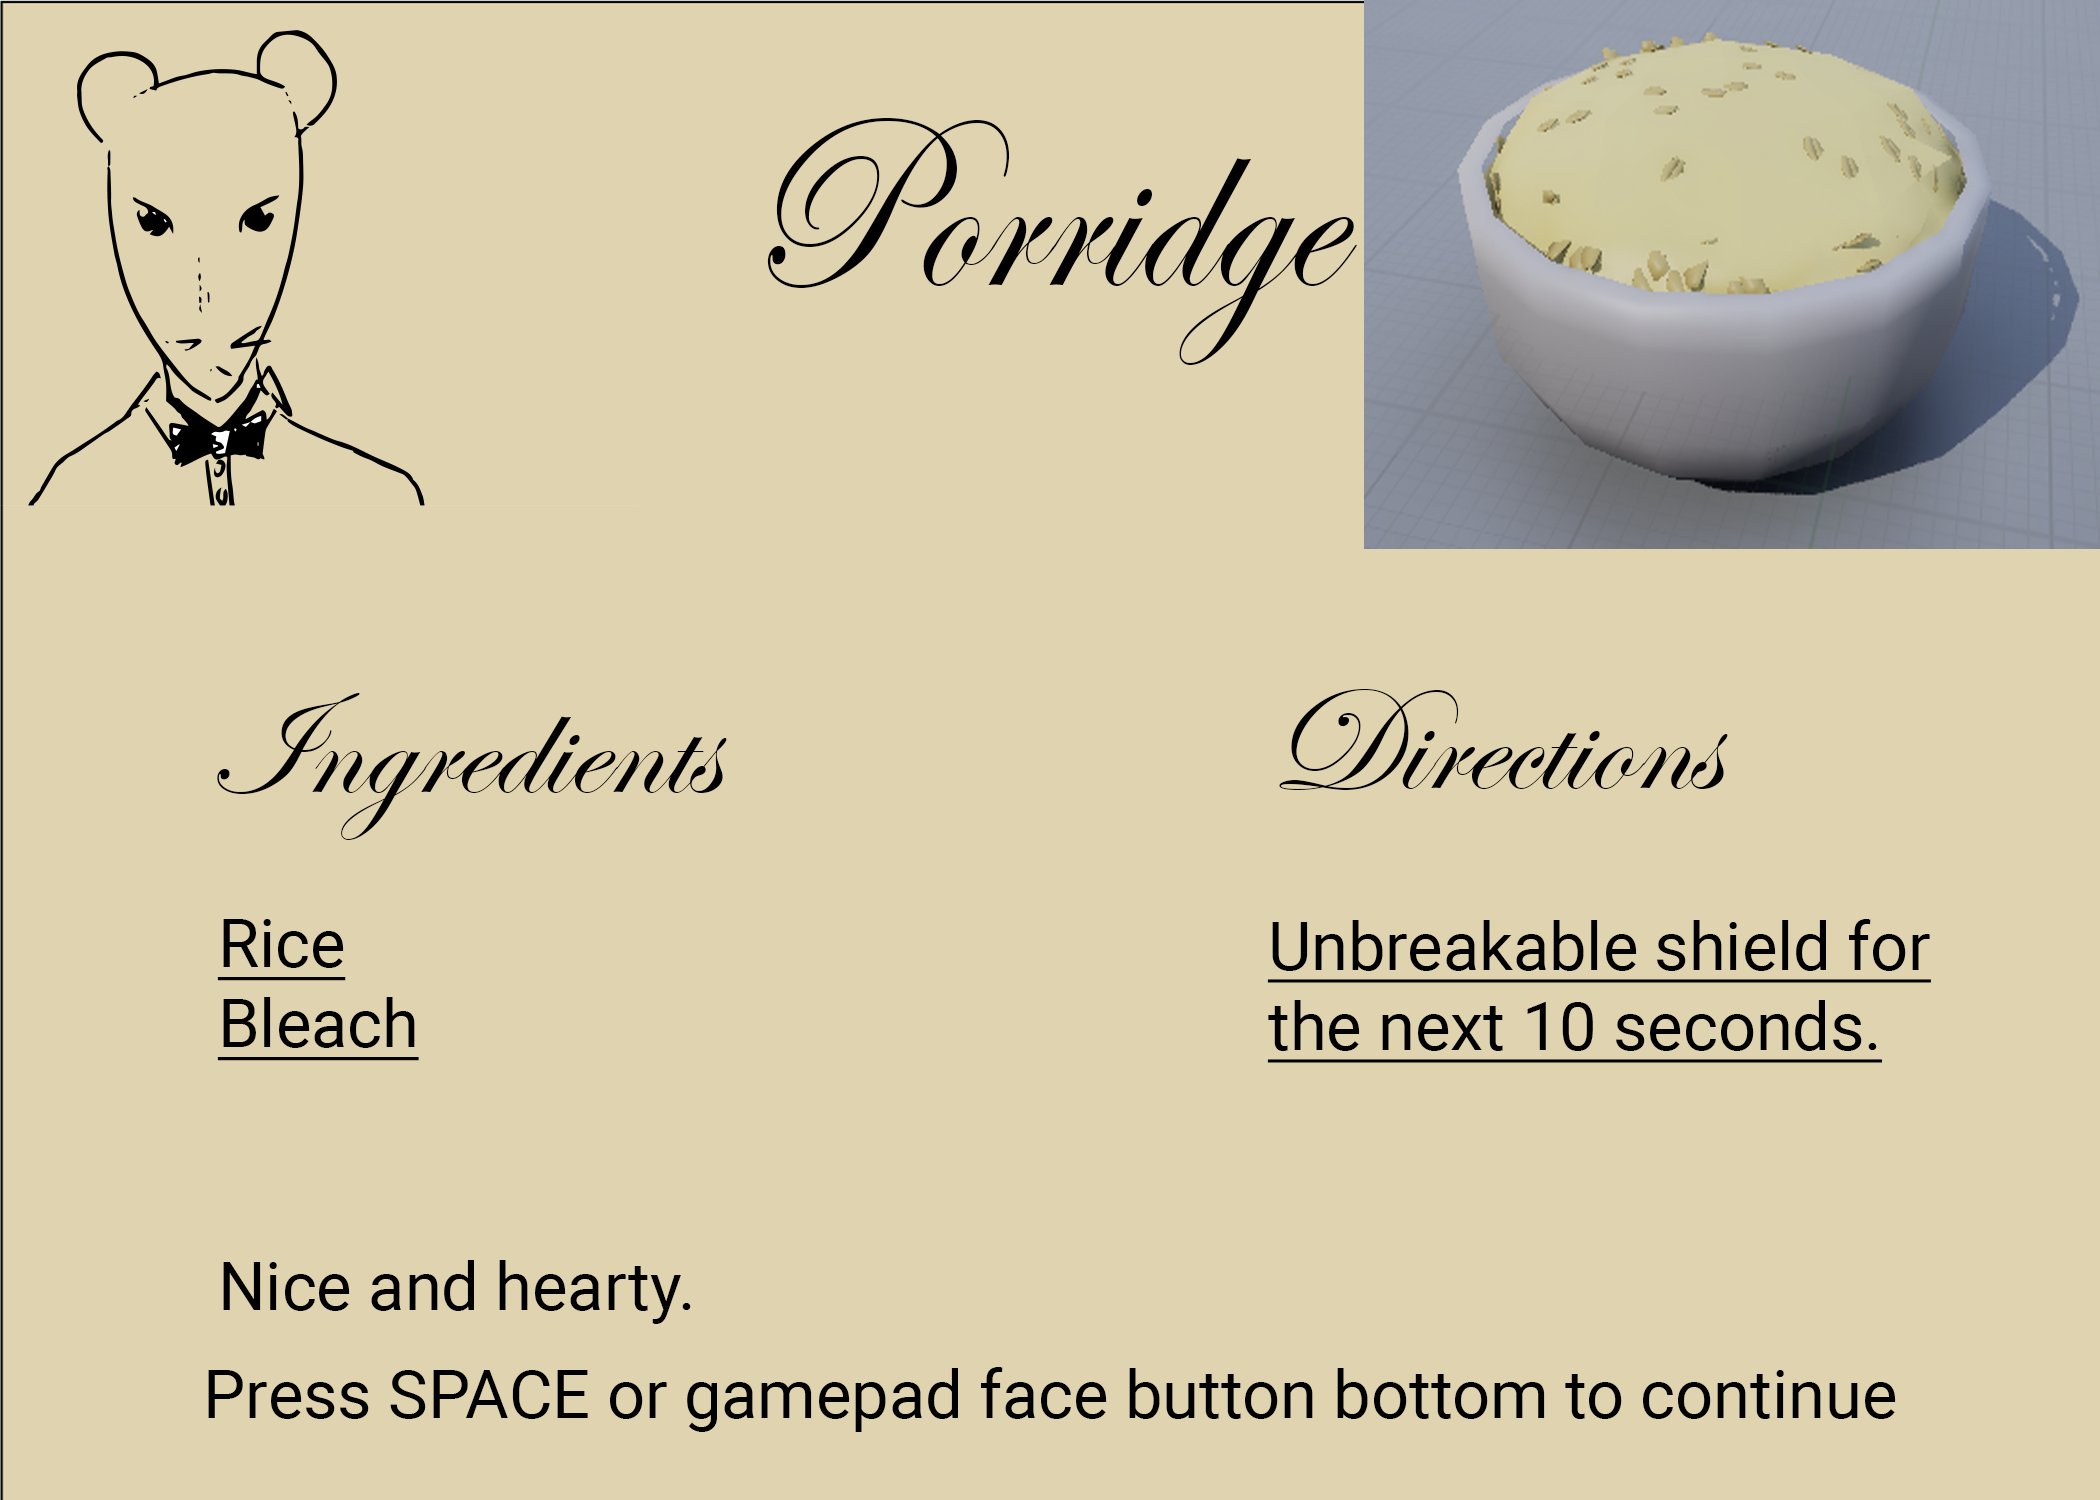 Porridge
Ingredients
Rice
Bleach
Directions
Unbreakable shield for
the next 10 seconds.
Nice and hearty.
Press SPACE or gamepad face button bottom to continue